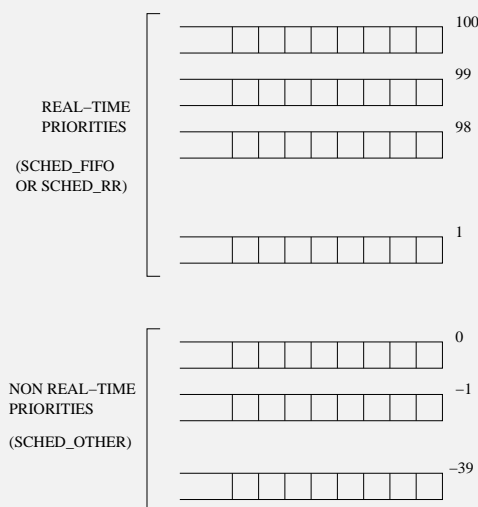 100
99
REAL−TIME
PRIORITIES
98
(SCHED_FIFO
OR SCHED_RR)
1
0
NON REAL−TIME
PRIORITIES
−1
(SCHED_OTHER)
−39